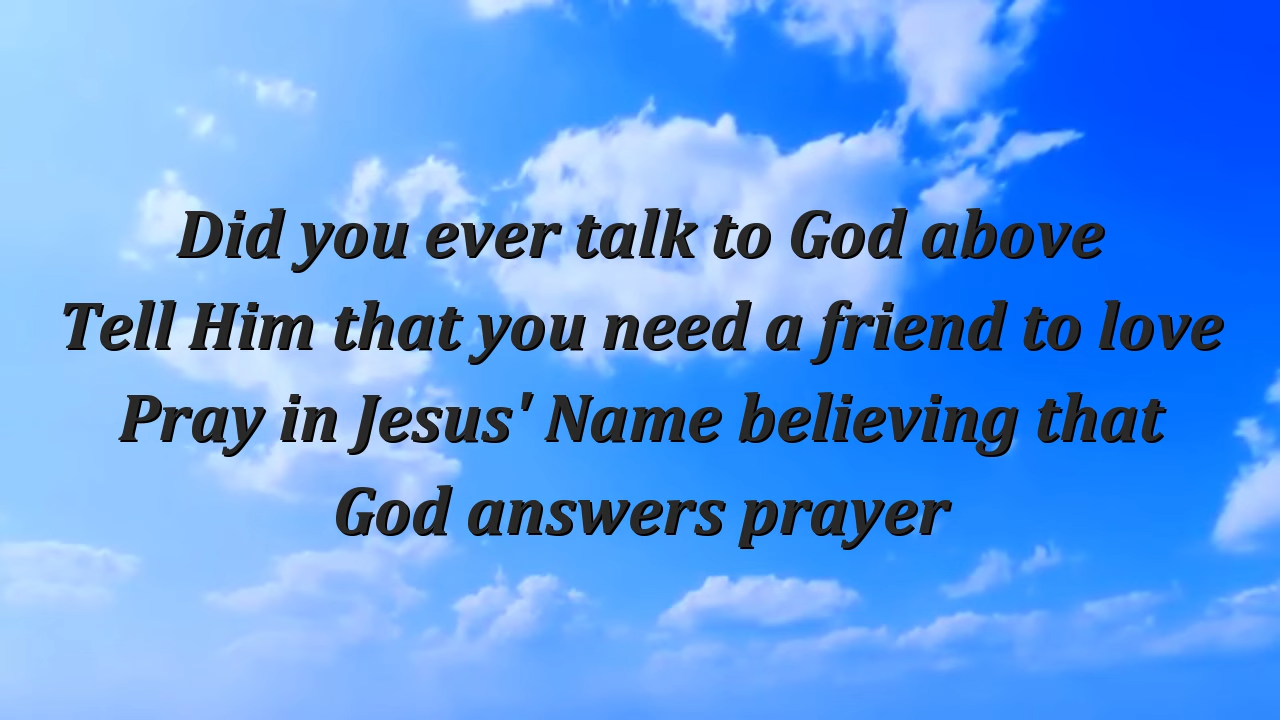 Did you ever talk to God above
Tell Him that you need a friend to love
Pray in Jesus' Name believing that
God answers prayer